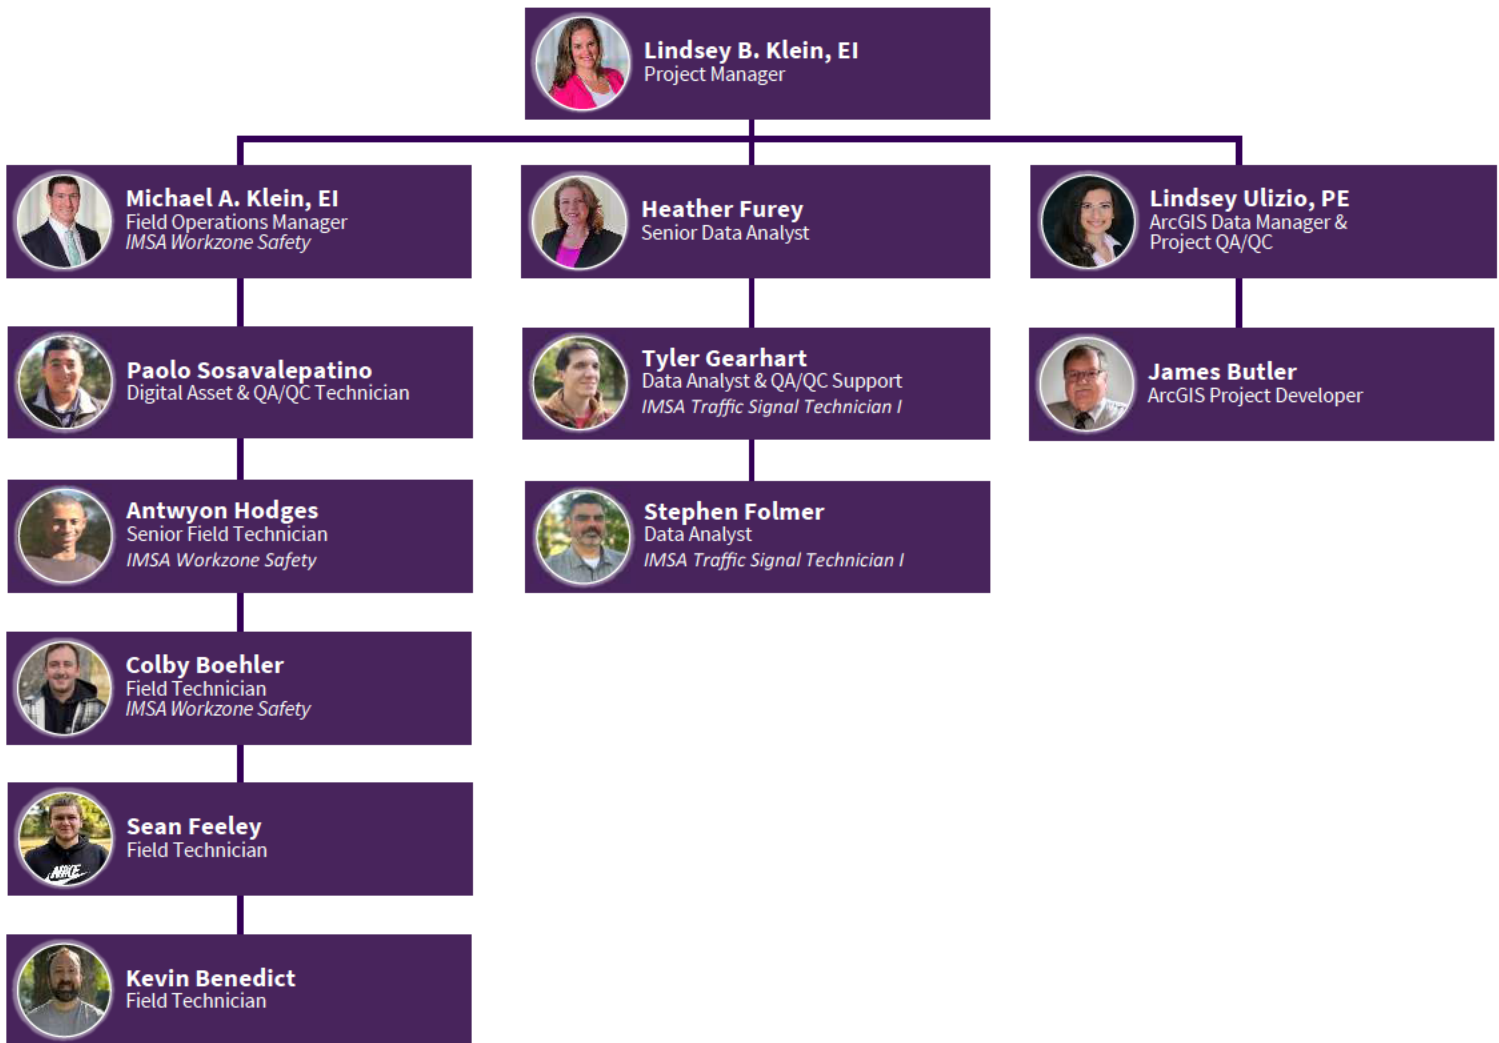 Lindsey B. Klein, EI
Project Manager
Michael A. Klein, EI
Field Operations Manager
IMSA Workzone Safety
Heather Furey
Senior Data Analyst
Lindsey Ulizio, PE
ArcGIS Data Manager &
Project QA/QC
Paolo Sosavalepatino
Digital Asset & QA/QC Technician
Tyler Gearhart
Data Analyst & QA/QC Support
IMSA Traffic Signal Technician I
James Butler
ArcGIS Project Developer
Antwyon Hodges
Senior Field Technician
IMSA Workzone Safety
Stephen Folmer
Data Analyst
IMSA Traffic Signal Technician I
Colby Boehler
Field Technician
IMSA Workzone Safety
Sean Feeley
Field Technician
Kevin Benedict
Field Technician